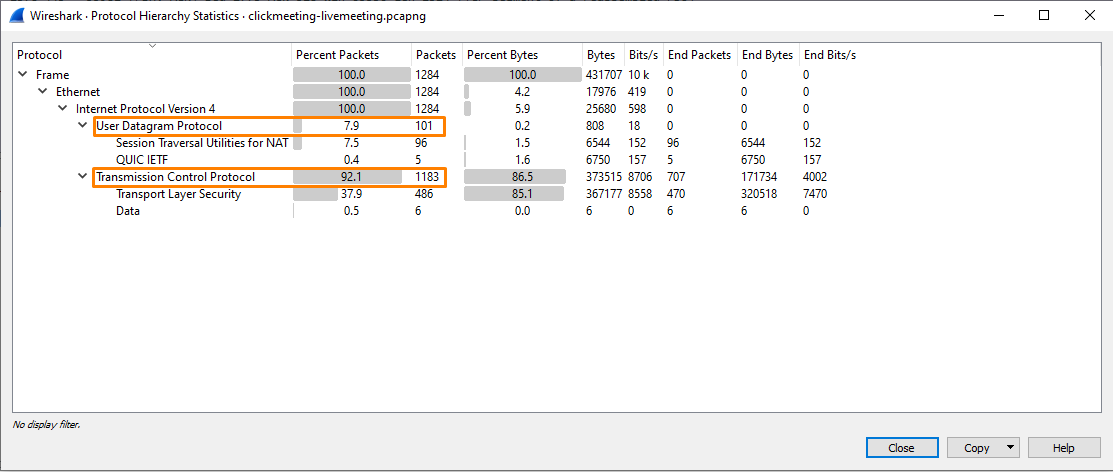 Wireshark · Protocol Hierarchy Statistics · clickmeeting-livemeeting.pcapng
Protocol Percent Packets Packets Percent Bytes Bytes Bits/s End Packets End Bytes End Bits/s
Frame 100.0 1284 100.0 431707 10 k 0 0 0
Ethernet 100.0 1284 4.2 17976 419 0 0 0
Internet Protocol Version 4 100.0 1284 5.9 25680 598 0 0 0
User Datagram Protocol 7.9 101 0.2 808 18 0 0 0
Session Traversal Utilities for NAT 7.5 96 1.5 6544 152 96 6544 152
QUIC IETF 0.4 5 1.6 6750 157 5 6750 157
Transmission Control Protocol 92.1 1183 86.5 373515 8706 707 171734 4002
Transport Layer Security 37.9 486 85.1 367177 8558 470 320518 7470
Data 0.5 6 0.0 6 0 6 6 0
No display filter.
Close Copy Help